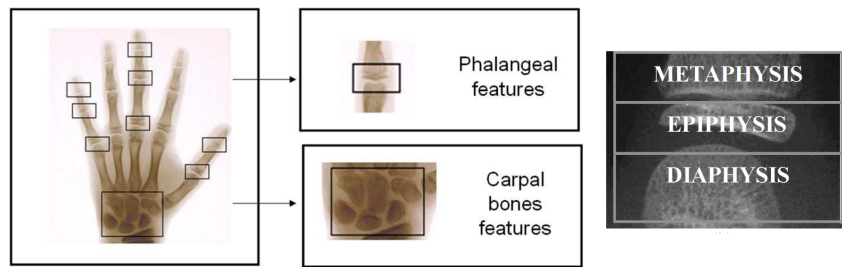 Phalangeal
features
Carpal
bones
features
METAPHYSIS
EPIPHYSIS
DIAPHYSIS